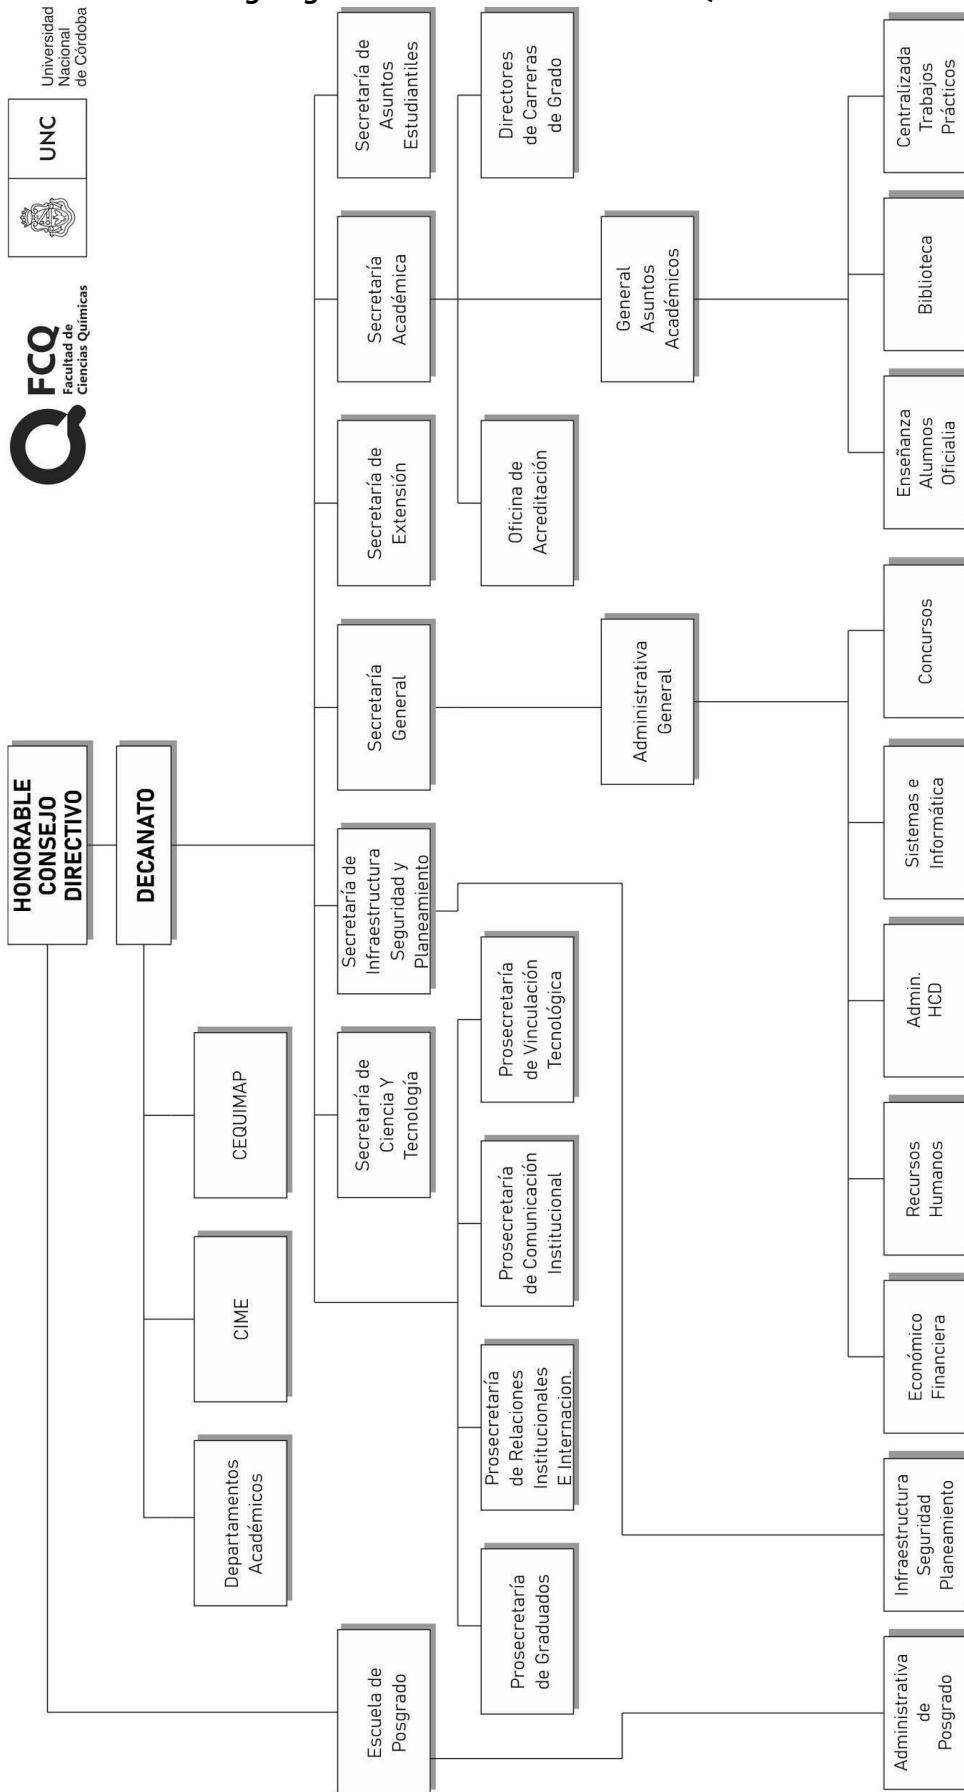 HONORABLE
CONSEJO
DIRECTIVO
FCQ
Facultad de
Ciencias Químicas
UNC
Universidad
Nacional
de Córdoba
DECANATO
Departamentos
Académicos
CIME
CEQUIMAP
Escuela de
Posgrado
Secretaría de
Ciencia Y
Tecnología
Secretaría de
Infraestructura
Seguridad y
Planeamiento
Secretaría
General
Secretaría de
Extensión
Secretaría
Académica
Secretaría de
Asuntos
Estudiantiles
Prosecretaría
de Graduados
Prosecretaría
de Relaciones
Institucionales
E Internacion.
Prosecretaría
de Comunicación
Institucional
Prosecretaría
de Vinculación
Tecnológica
Oficina de
Acreditación
Directores
de Carreras
de Grado
Administrativa
General
General
Asuntos
Académicos
Administrativa
de
Posgrado
Infraestructura
Seguridad
Planeamiento
Económico
Financiera
Recursos
Humanos
Admin.
HCD
Sistemas e
Informática
Concursos
Enseñanza
Alumnos
Oficialia
Biblioteca
Centralizada
Trabajos
Prácticos